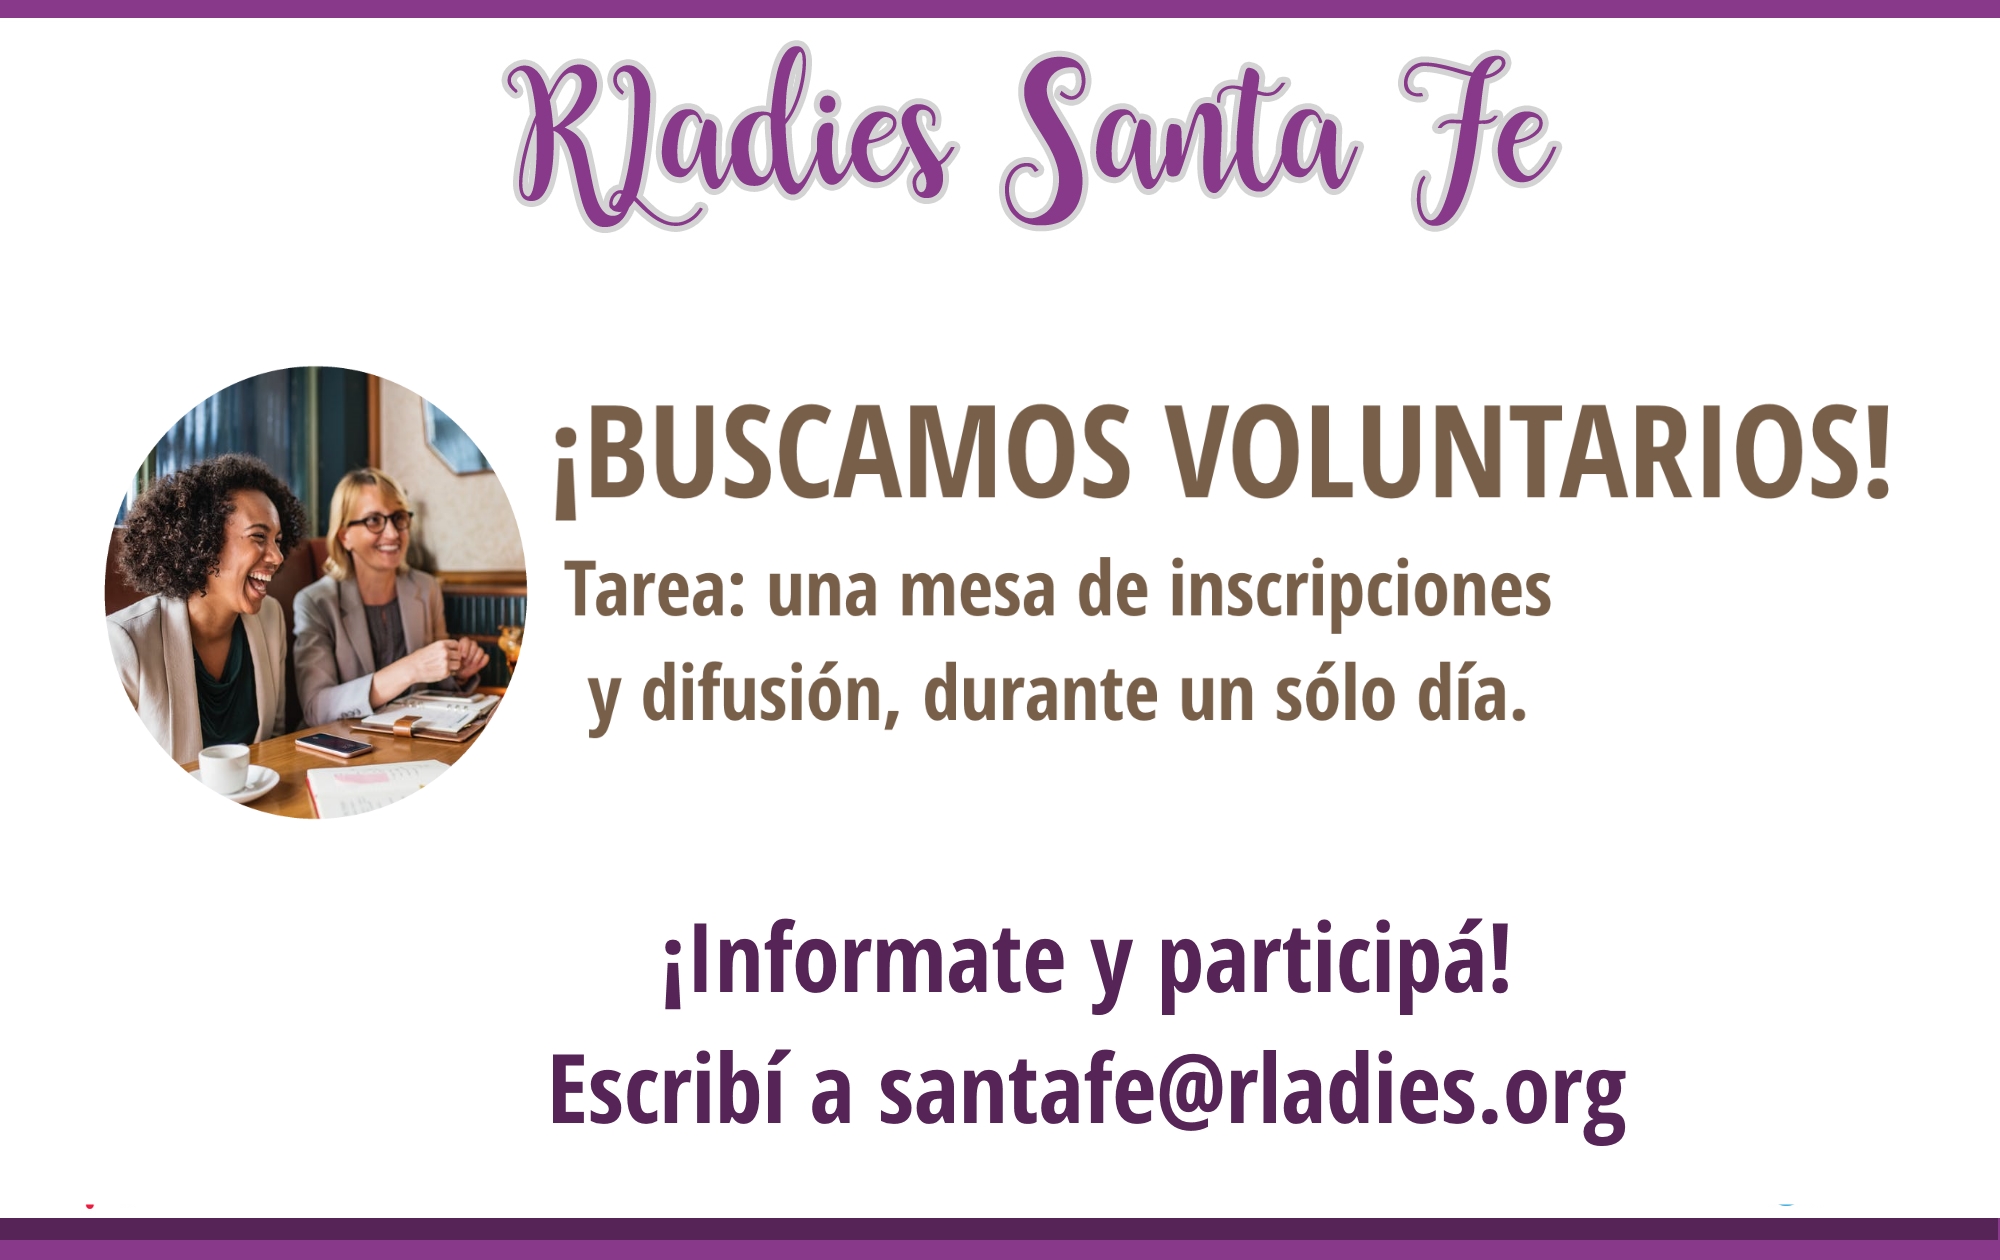 RLadies Santa Fe
¡BUSCAMOS VOLUNTARIOS!
Tarea: una mesa de inscripciones
y difusión, durante un sólo día.
¡Informate y participá!
Escribí a santafe@rladies.org